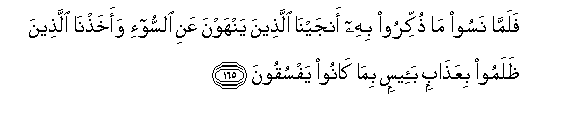 فَلَمَّا نَسُوا۟ مَا ذُكِّرُوا۟ بِهِۦٓ أَنجَيْنَا ٱلَّذِينَ يَنْهَوْنَ عَنِ ٱلسُّوٓءِ وَأَخَذْنَا ٱلَّذِينَ
ظَلَمُوا۟ بِعَذَابٍۭ بَـِٔيسٍۭ بِمَا كَانُوا۟ يَفْسُقُونَ ١٦٥